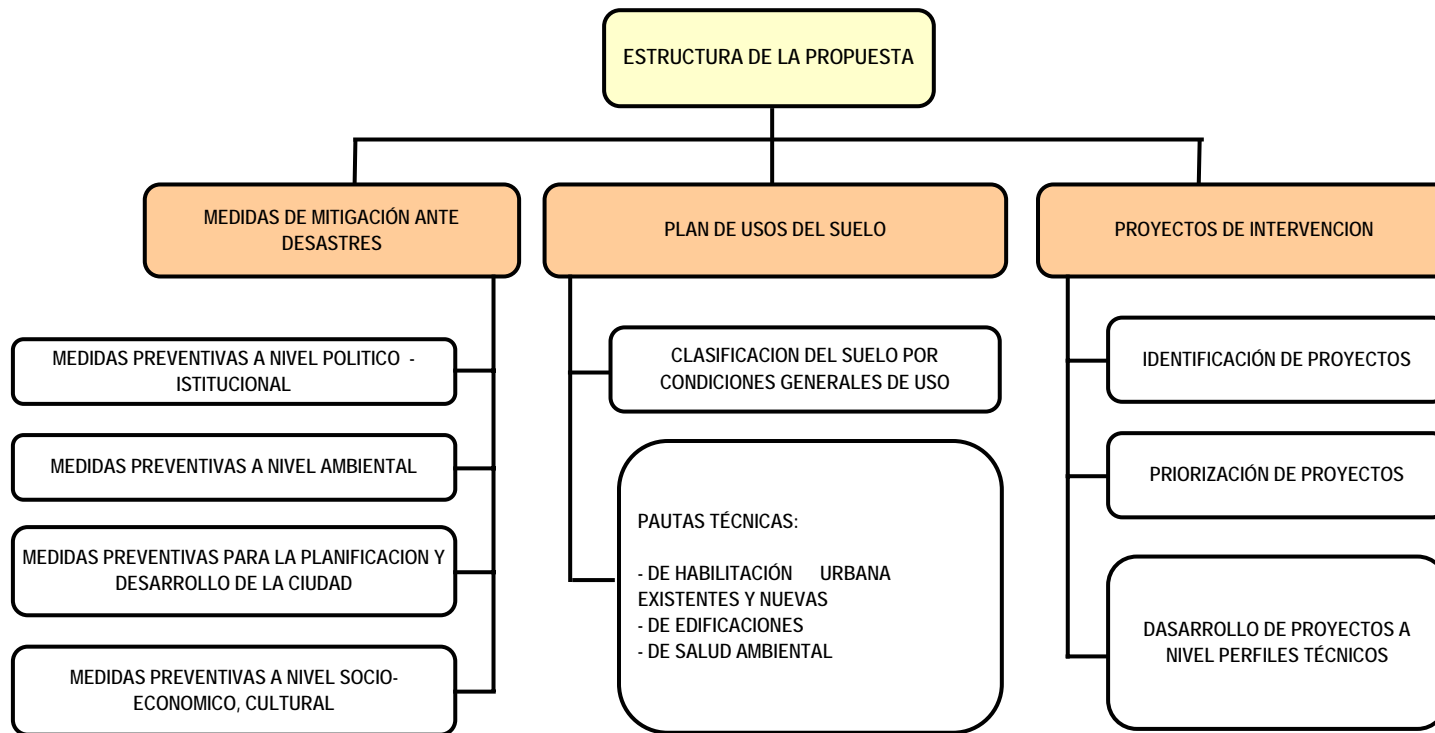 ESTRUCTURA DE LA PROPUESTA
MEDIDAS DE MITIGACIÓN ANTE
DESASTRES
MEDIDAS PREVENTIVAS A NIVEL POLITICO -
ISTITUCIONAL
MEDIDAS PREVENTIVAS A NIVEL AMBIENTAL
MEDIDAS PREVENTIVAS PARA LA PLANIFICACION Y
DESARROLLO DE LA CIUDAD
MEDIDAS PREVENTIVAS A NIVEL SOCIO-
ECONOMICO, CULTURAL
PLAN DE USOS DEL SUELO
CLASIFICACION DEL SUELO POR
CONDICIONES GENERALES DE USO
PAUTAS TÉCNICAS:
- DE HABILITACIÓN URBANA
EXISTENTES Y NUEVAS
- DE EDIFICACIONES
- DE SALUD AMBIENTAL
PROYECTOS DE INTERVENCION
IDENTIFICACIÓN DE PROYECTOS
PRIORIZACIÓN DE PROYECTOS
DASARROLLO DE PROYECTOS A
NIVEL PERFILES TÉCNICOS